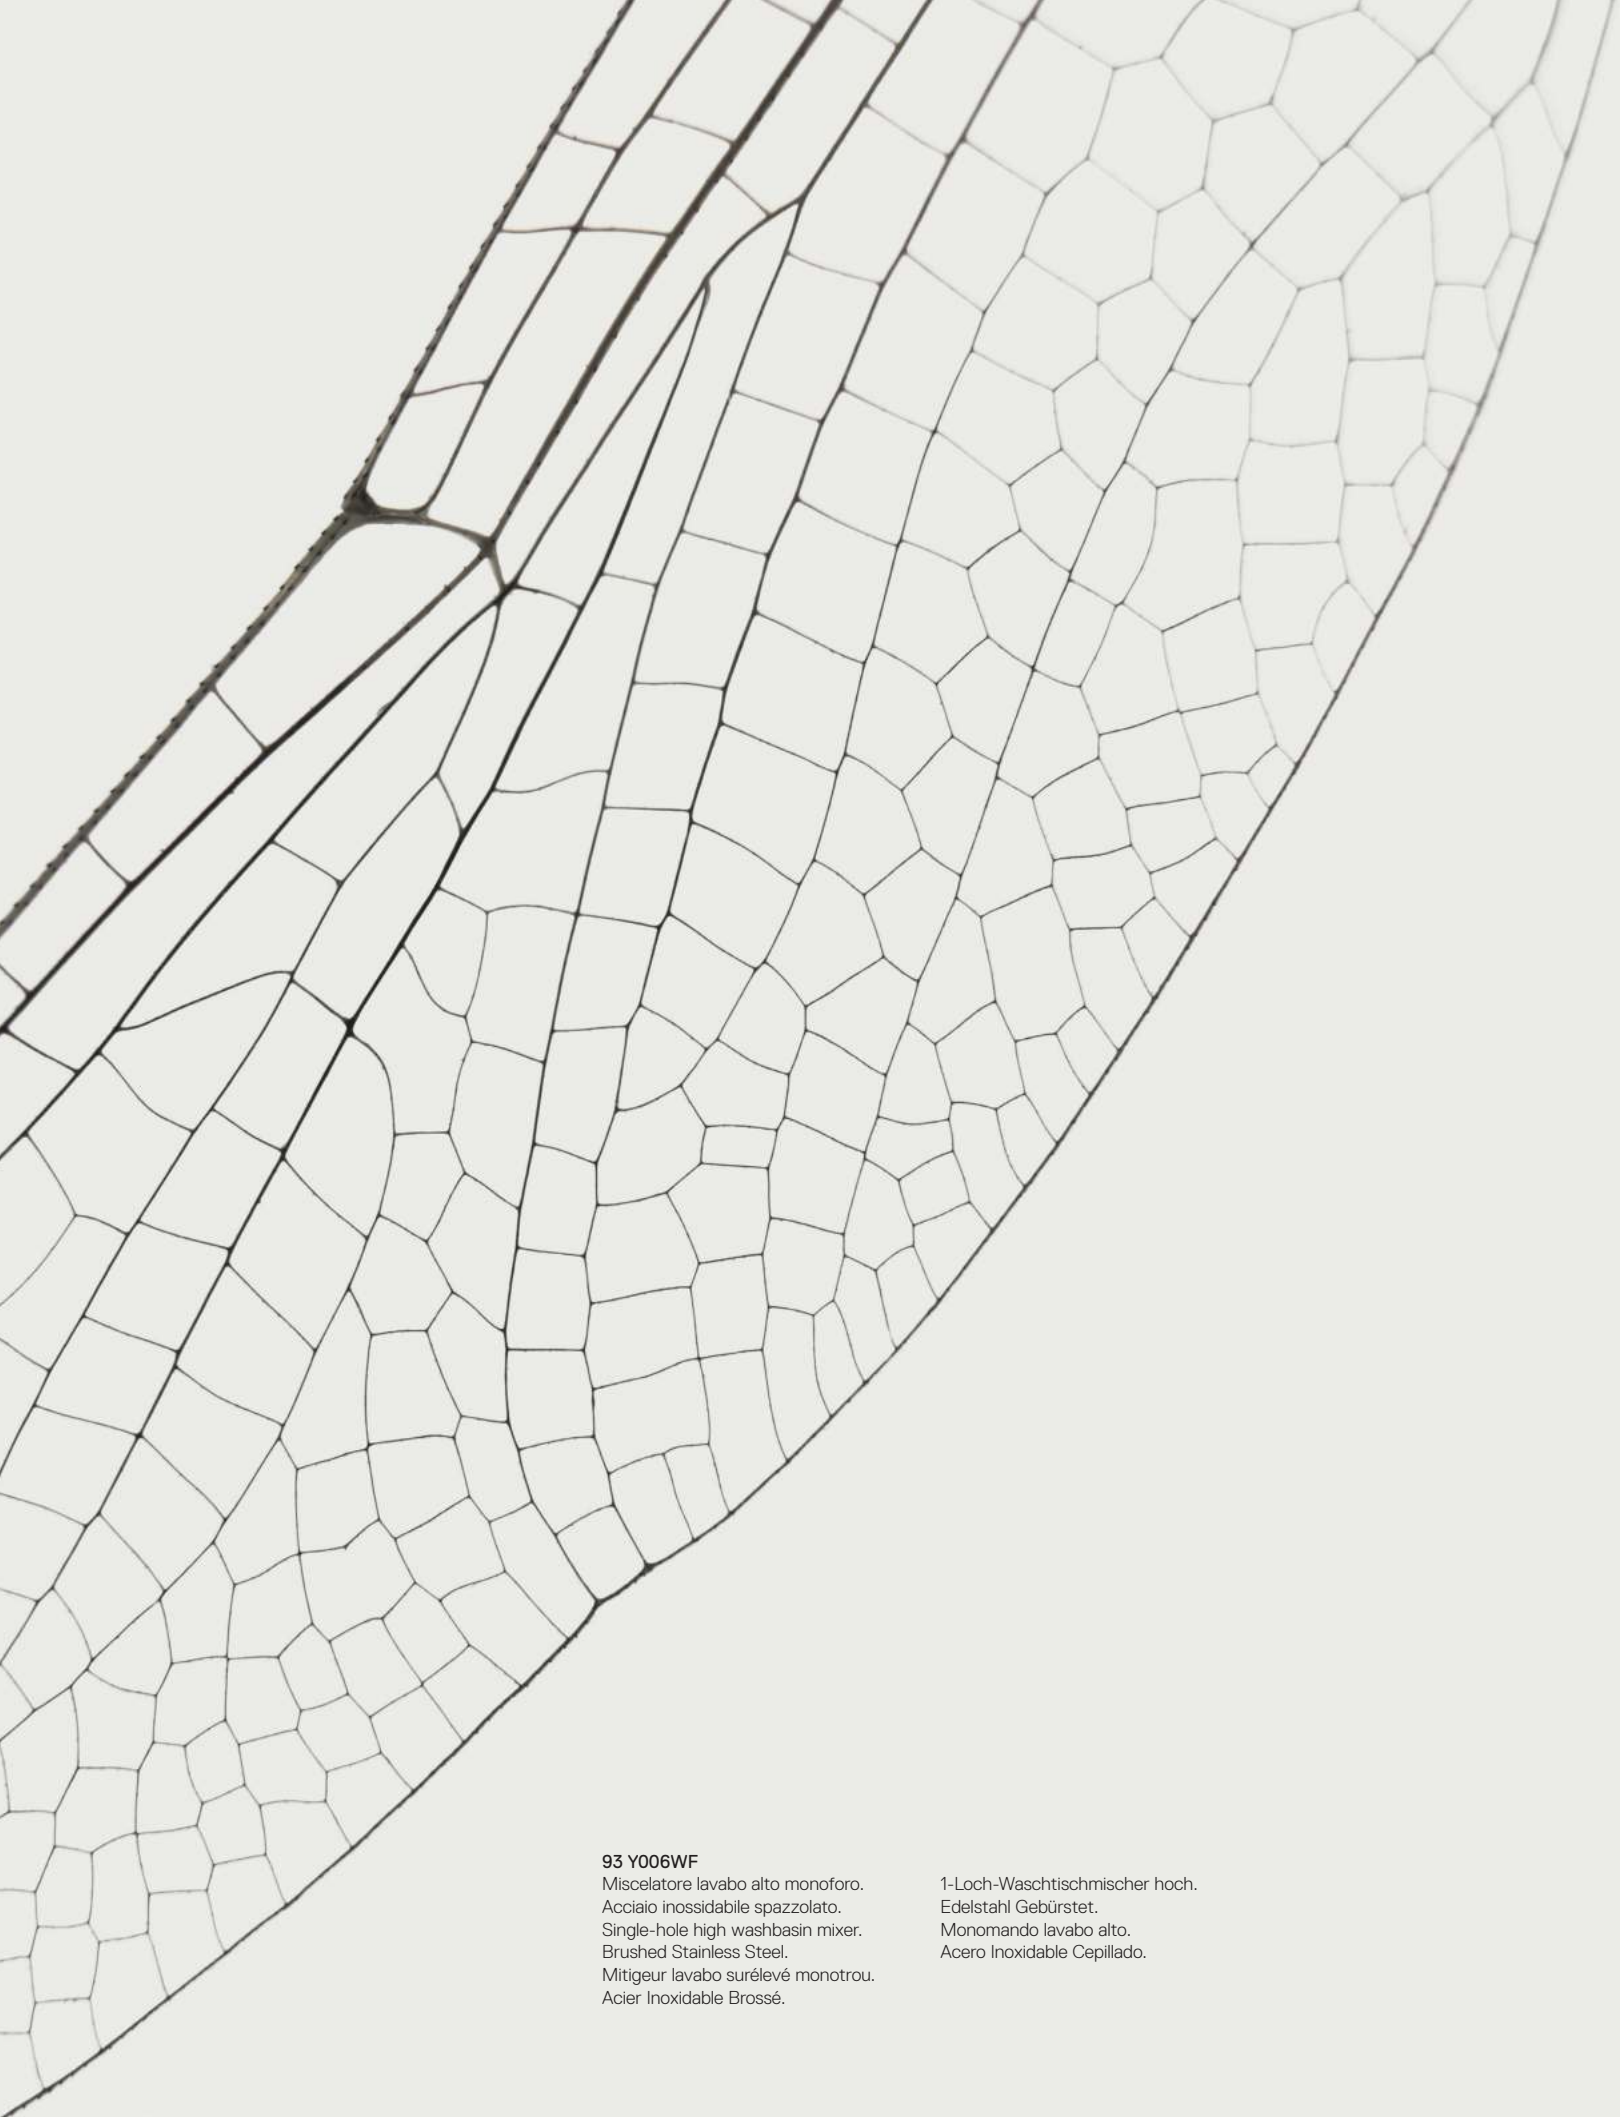 93 Y006WF
Miscelatore lavabo alto monoforo.
Acciaio inossidabile spazzolato.
Single-hole high washbasin mixer.
Brushed Stainless Steel.
Mitigeur lavabo surélevé monotrou.
Acier Inoxidable Brossé.
1-Loch-Waschtischmischer hoch.
Edelstahl Gebürstet.
Monomando lavabo alto.
Acero Inoxidable Cepillado.